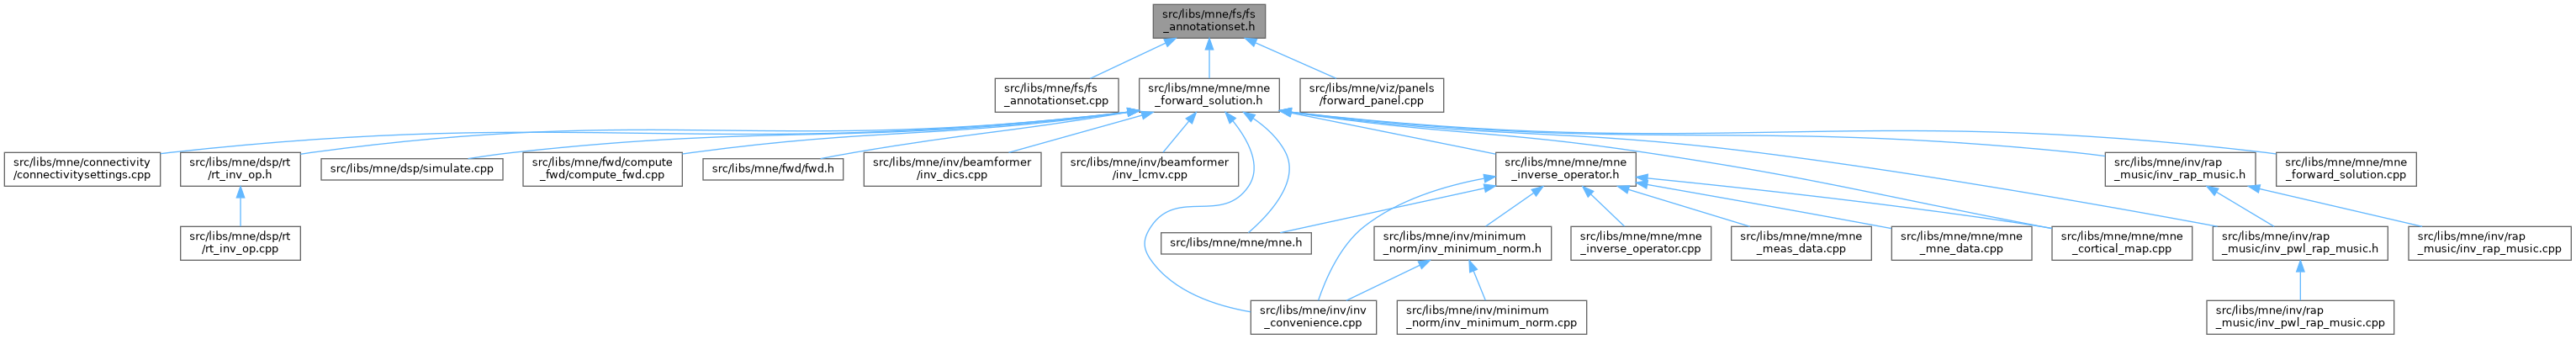 src/libs/mne/fs/fs
_annotationset.h
src/libs/mne/fs/fs
_annotationset.cpp
src/libs/mne/mne/mne
_forward_solution.h
src/libs/mne/viz/panels
/forward_panel.cpp
src/libs/mne/connectivity
/connectivitysettings.cpp
src/libs/mne/dsp/rt
/rt_inv_op.h
src/libs/mne/dsp/simulate.cpp
src/libs/mne/fwd/compute
_fwd/compute_fwd.cpp
src/libs/mne/fwd/fwd.h
src/libs/mne/inv/beamformer
/inv_dics.cpp
src/libs/mne/inv/beamformer
/inv_lcmv.cpp
src/libs/mne/mne/mne
_inverse_operator.h
src/libs/mne/inv/rap
_music/inv_rap_music.h
src/libs/mne/mne/mne
_forward_solution.cpp
src/libs/mne/dsp/rt
/rt_inv_op.cpp
src/libs/mne/mne/mne.h
src/libs/mne/inv/minimum
_norm/inv_minimum_norm.h
src/libs/mne/mne/mne
_inverse_operator.cpp
src/libs/mne/mne/mne
_meas_data.cpp
src/libs/mne/mne/mne
_mne_data.cpp
src/libs/mne/mne/mne
_cortical_map.cpp
src/libs/mne/inv/rap
_music/inv_pwl_rap_music.h
src/libs/mne/inv/rap
_music/inv_rap_music.cpp
src/libs/mne/inv/inv
_convenience.cpp
src/libs/mne/inv/minimum
_norm/inv_minimum_norm.cpp
src/libs/mne/inv/rap
_music/inv_pwl_rap_music.cpp